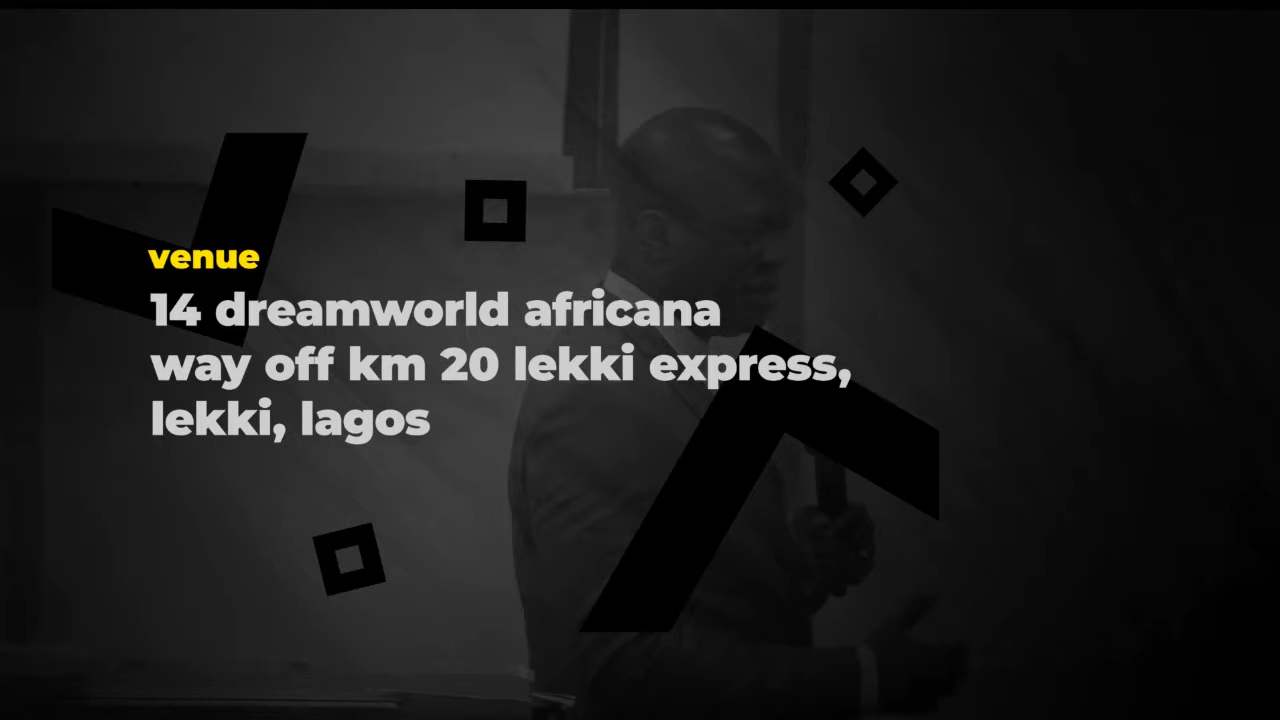 venue
14 dreamworld africana
way off km 20 lekki express,
lekki, lagos